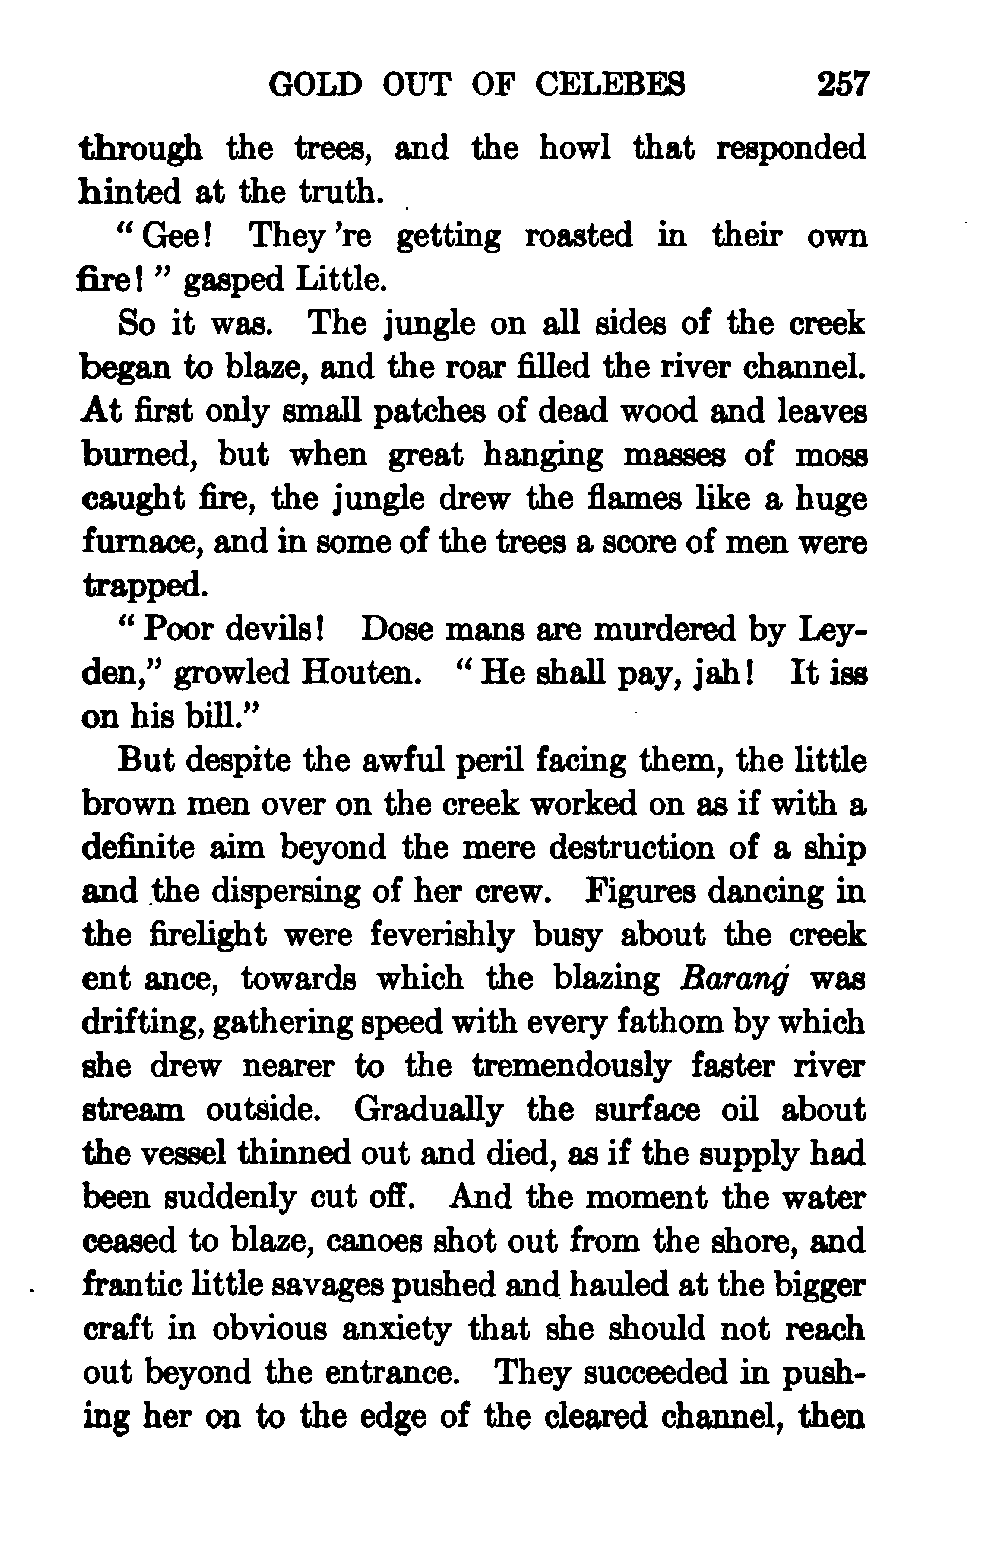 GOLD OUT OF CELEBES 257
through the trees, and the howl that responded
hinted at the truth.
" Gee! They 're getting roasted in their own
fire! " gasped Little.
So it was. The jungle on all sides of the creek
began to blaze, and the roar filled the river channel.
At first only small patches of dead wood and leaves
burned, but when great hanging masses of moss
caught fire, the jungle drew the flames like a huge
furnace, and in some of the trees a score of men were
trapped.
" Poor devils! Dose mans are murdered by Ley-
den," growled Houten. " He shall pay, jah! It iss
on his bill."
But despite the awful peril facing them, the little
brown men over on the creek worked on as if with a
definite aim beyond the mere destruction of a ship
and the dispersing of her crew. Figures dancing in
the firelight were feverishly busy about the creek
ent ance, towards which the blazing Barang was
drifting, gathering speed with every fathom by which
she drew nearer to the tremendously faster river
stream outside. Gradually the surface oil about
the vessel thinned out and died, as if the supply had
been suddenly cut off. And the moment the water
ceased to blaze, canoes shot out from the shore, and
frantic little savages pushed and hauled at the bigger
craft in obvious anxiety that she should not reach
out beyond the entrance. They succeeded in push-
ing her on to the edge of the cleared channel, then